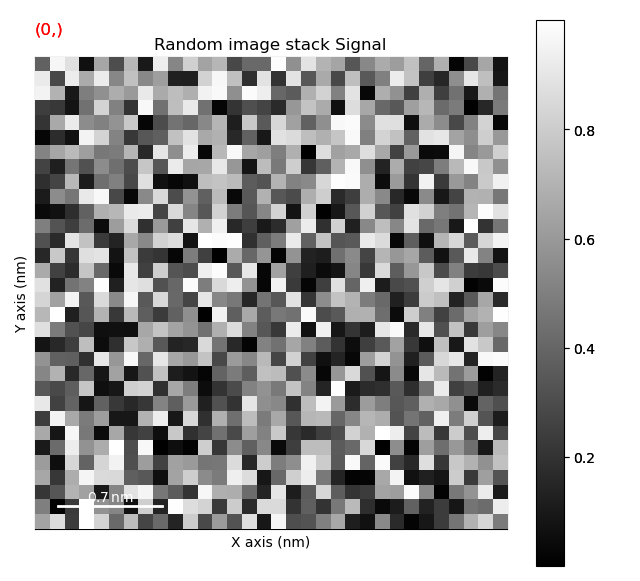 (0,)
Random image stack Signal
0.8
0.6
0.4
0.2
Y axis (nm)
0.7 nm
X axis (nm)